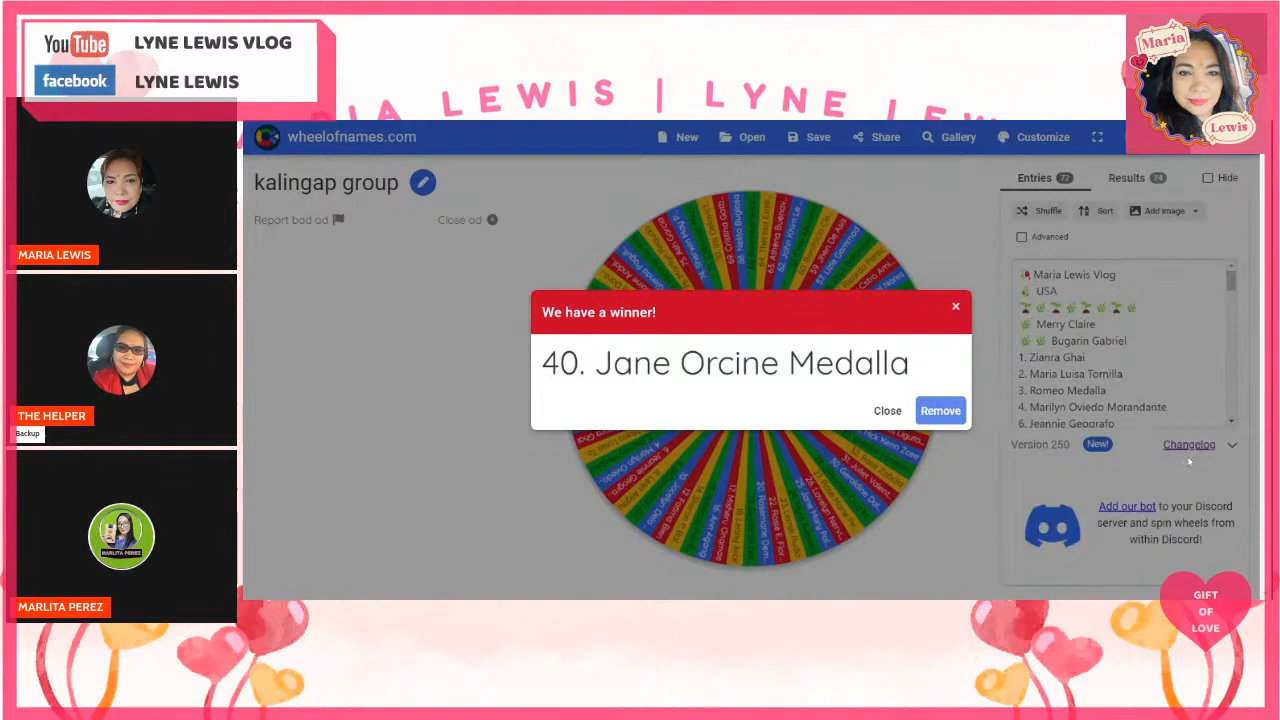 YouTube LYNE LEWIS VLOG
facebook LYNE LEWIS
LEWIS | LYNE LEW
Maria
Lewis
wheelofnames.com
New
Open
Save
Share
Gallery
Customize
kalingap group
Report bad ad
Close ad
Entries 72
Results 74
Hide
Shuffle
Sort
Add image
Advanced
Maria Lewis Vlog
USA
Merry Claire
Bugarin Gabriel
1. Zianra Ghai
2. Maria Luisa Tornilla
3. Romeo Medalla
4. Marilyn Oviedo Morandante
6. Jeannie Geografo
We have a winner!
×
40. Jane Orcine Medalla
Close
Remove
Version 250
New!
Changelog
Add our bot to your Discord
server and spin wheels from
within Discord!
MARIA LEWIS
THE HELPER
Backup
MARLITA PEREZ
MARLITA PEREZ
GIFT
OF
LOVE